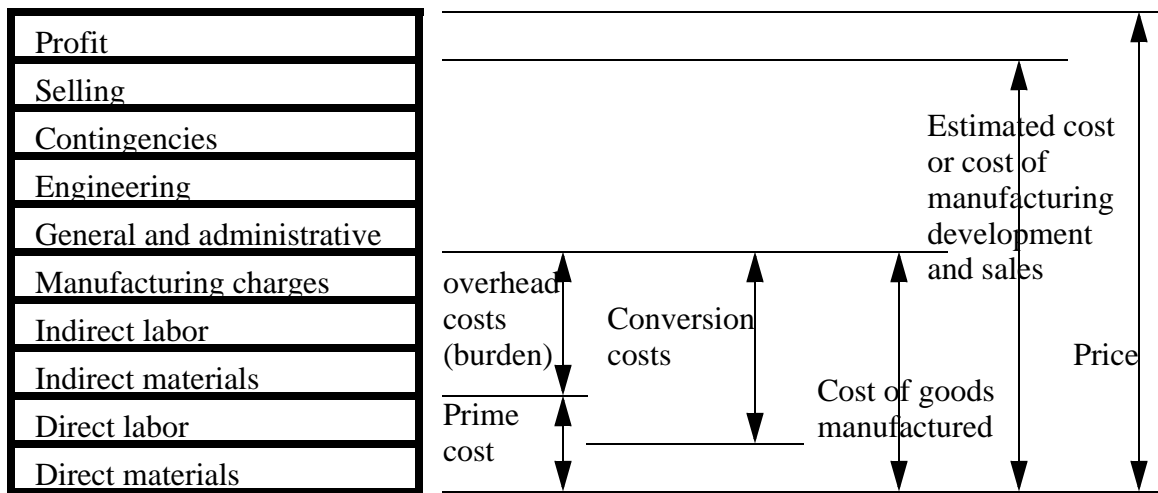 Profit
Selling
Contingencies
Engineering
General and administrative
Manufacturing charges
Indirect labor
Indirect materials
Direct labor
Direct materials
overhead
costs
(burden)
Prime
cost
Conversion
costs
Cost of goods
manufactured
Estimated cost
or cost of
manufacturing
development
and sales
Price